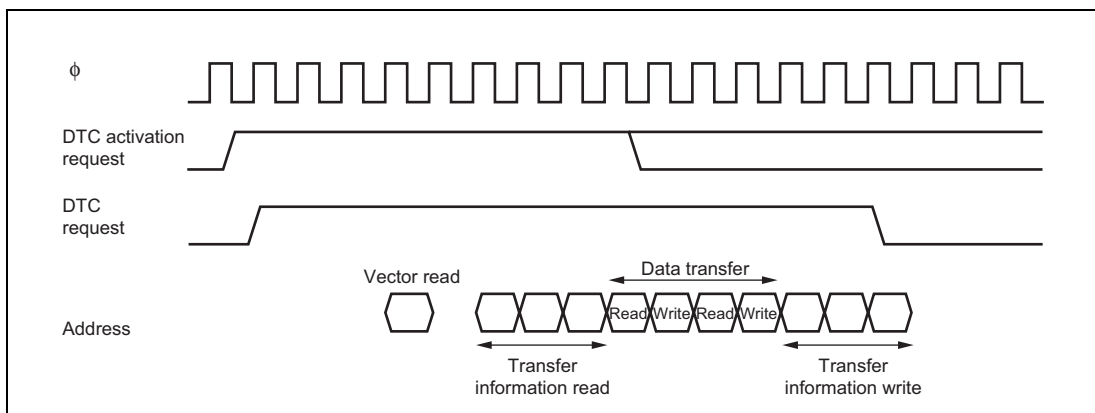 ϕ
DTC activation
request
DTC
request
Vector read
Data transfer
Address
Read Write Read Write
Transfer
information read
Transfer
information write